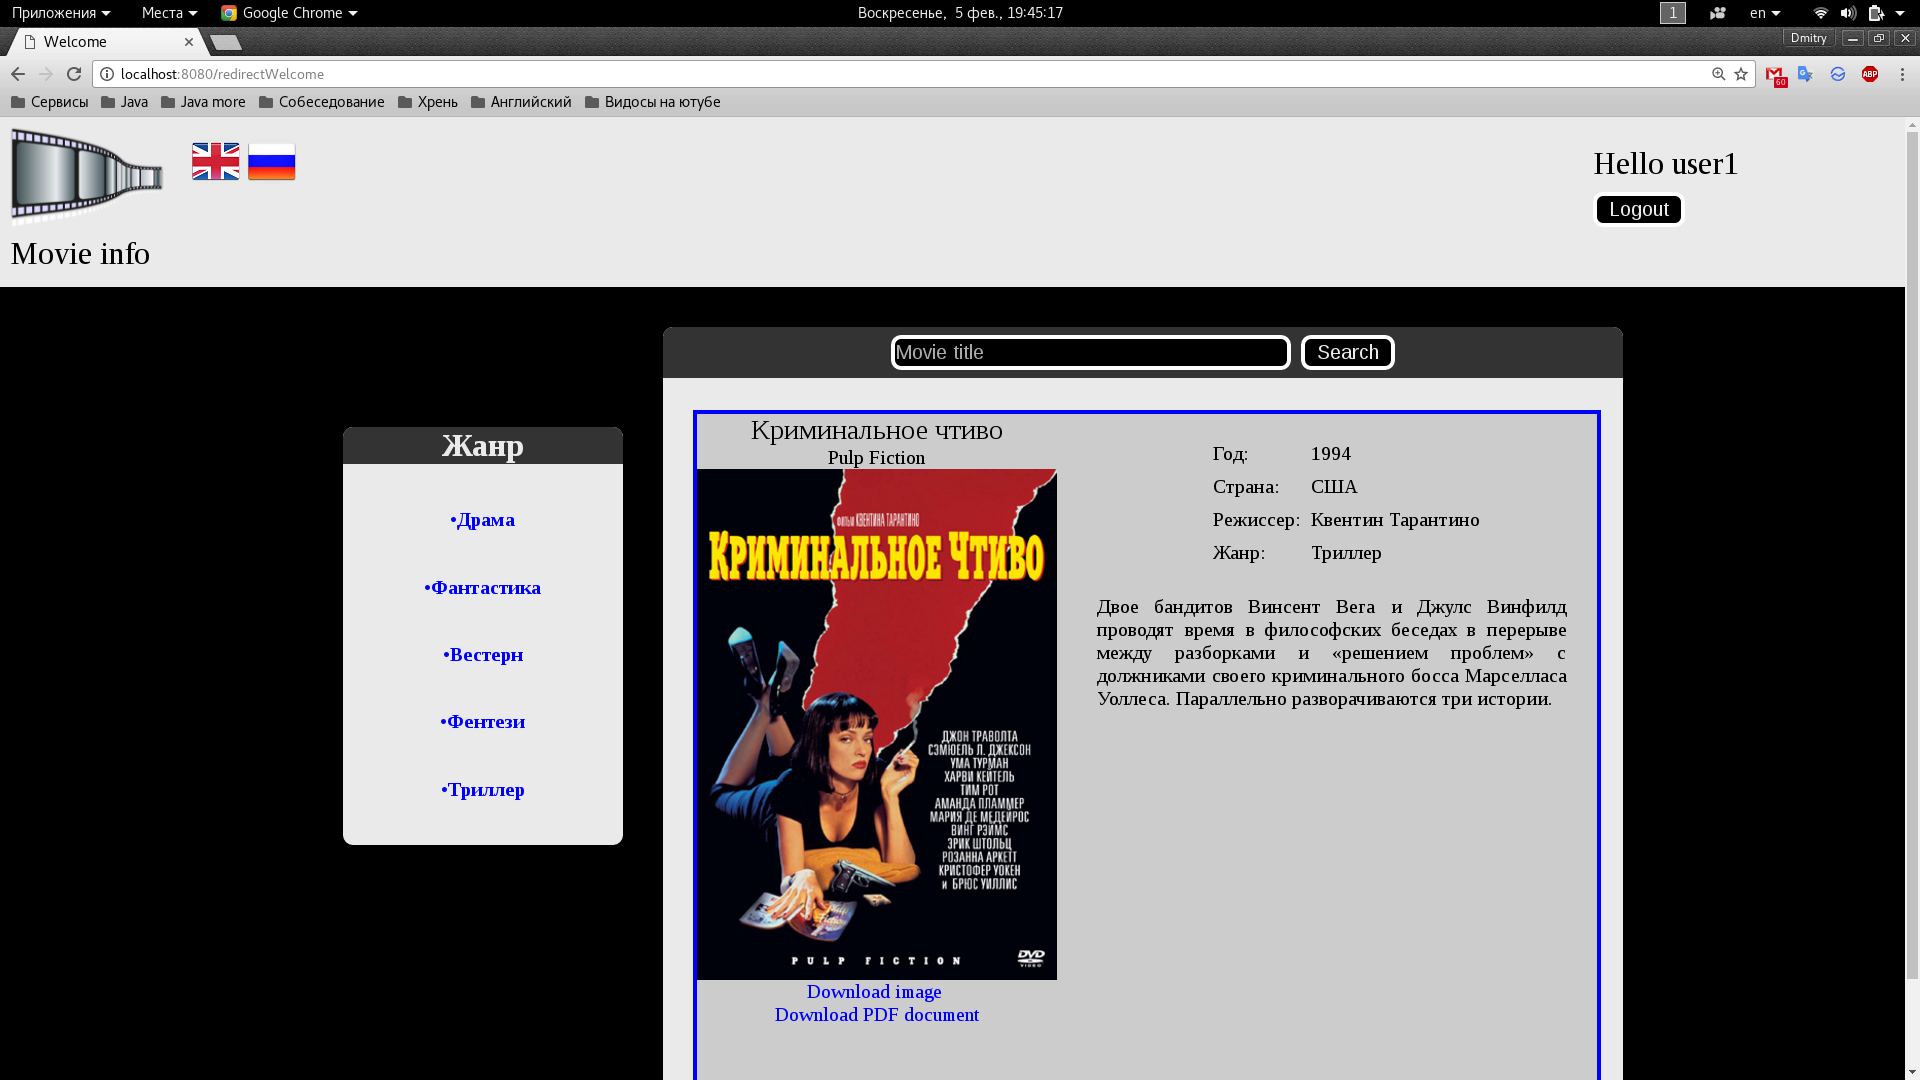 Приложения
Места
Google Chrome
Воскресенье, 5 фев., 19:45:17
1
en
Welcome
Dmitry
localhost:8080/redirectWelcome
60
ABP
Сервисы
Java
Java more
Собеседование
Хрень
Английский
Видосы на ютубе
Hello user1
Logout
Movie info
Movie title
Search
Жанр
•Драма
•Фантастика
•Вестерн
•Фентези
•Триллер
Криминальное чтиво
Pulp Fiction
ФИЛЬМ КВЕНТИНА ТАРАНТИНО
КРИМИНАЛЬНОЕ ЧТИВО
ДЖОН ТРАВОЛТА
СЭМЮЕЛЬ Л. ДЖЕКСОН
УМА ТУРМАН
ХАРВИ КЕЙТЕЛЬ
ТИМ РОТ
АМАНДА ПЛАММЕР
МАРИЯ ДЕ МЕДЕЙРОС
ВИНГ РЭЙМС
ЭРИК ШТОЛЬЦ
РОЗАННА АРКЕТТ
КРИСТОФЕР УОКЕН
и БРЮС УИЛЛИС
PULP FICTION
DVD
VIDEO
Download image
Download PDF document
Год: 1994
Страна: США
Режиссер: Квентин Тарантино
Жанр: Триллер
Двое бандитов Винсент Вега и Джулс Винфилд
проводят время в философских беседах в перерыве
между разборками и «решением проблем» с
должниками своего криминального босса Марселласа
Уоллеса. Параллельно разворачиваются три истории.